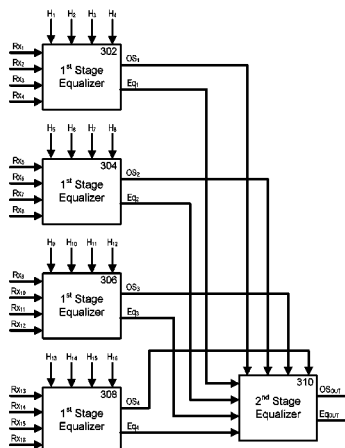 H₁ H₂ H₃ H₄
302
Rx₁
Rx₂
Rx₃
Rx₄
1st Stage
Equalizer
OS₁
Eq₁
H₅ H₆ H₇ H₈
304
Rx₅
Rx₆
Rx₇
Rx₈
1st Stage
Equalizer
OS₂
Eq₂
H₉ H₁₀ H₁₁ H₁₂
306
Rx₉
Rx₁₀
Rx₁₁
Rx₁₂
1st Stage
Equalizer
OS₃
Eq₃
H₁₃ H₁₄ H₁₅ H₁₆
308
Rx₁₃
Rx₁₄
Rx₁₅
Rx₁₆
1st Stage
Equalizer
OS₄
Eq₄
310
2nd Stage
Equalizer
OSOUT
EqOUT